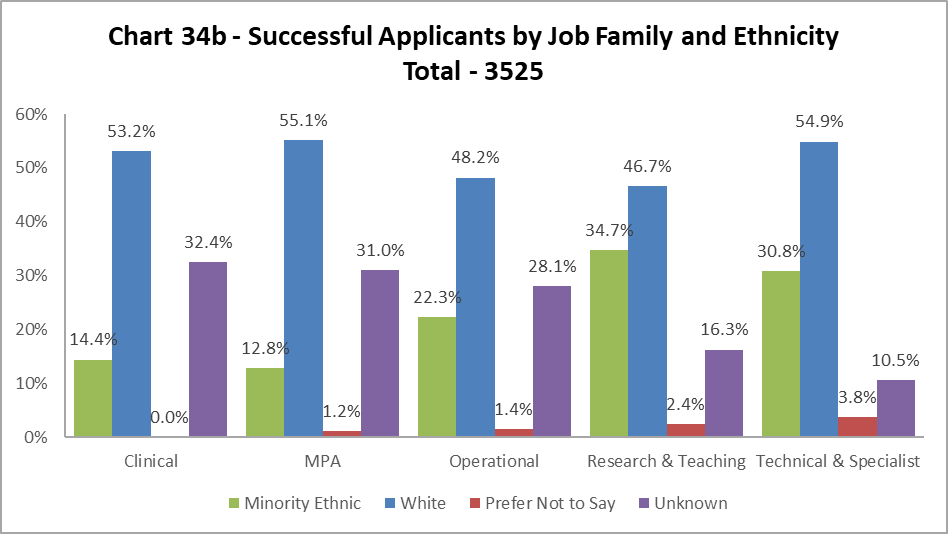 Chart 34b - Successful Applicants by Job Family and Ethnicity
Total - 3525
60%
50%
40%
30%
20%
10%
0%
14.4%
53.2%
0.0%
32.4%
12.8%
55.1%
1.2%
31.0%
22.3%
48.2%
1.4%
28.1%
34.7%
46.7%
2.4%
16.3%
30.8%
54.9%
3.8%
10.5%
Clinical
MPA
Operational
Research & Teaching
Technical & Specialist
Minority Ethnic
White
Prefer Not to Say
Unknown